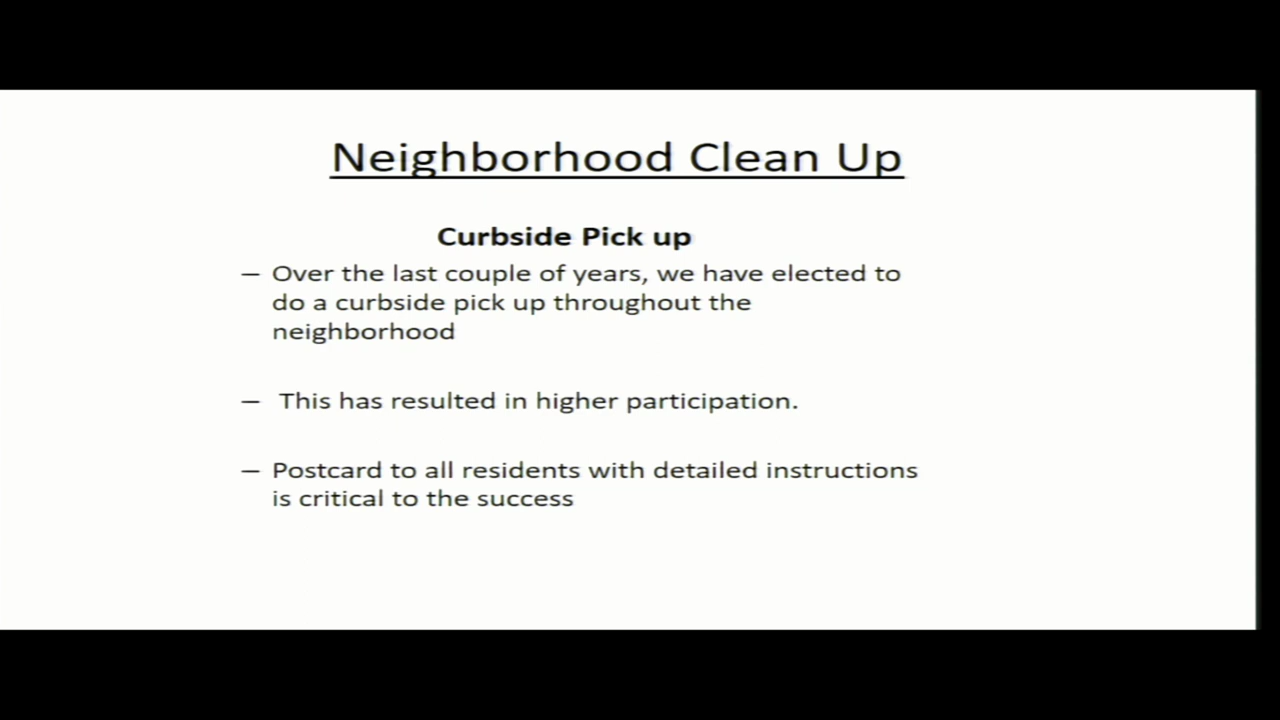 Neighborhood Clean Up
Curbside Pick up
– Over the last couple of years, we have elected to
do a curbside pick up throughout the
neighborhood
– This has resulted in higher participation.
– Postcard to all residents with detailed instructions
is critical to the success